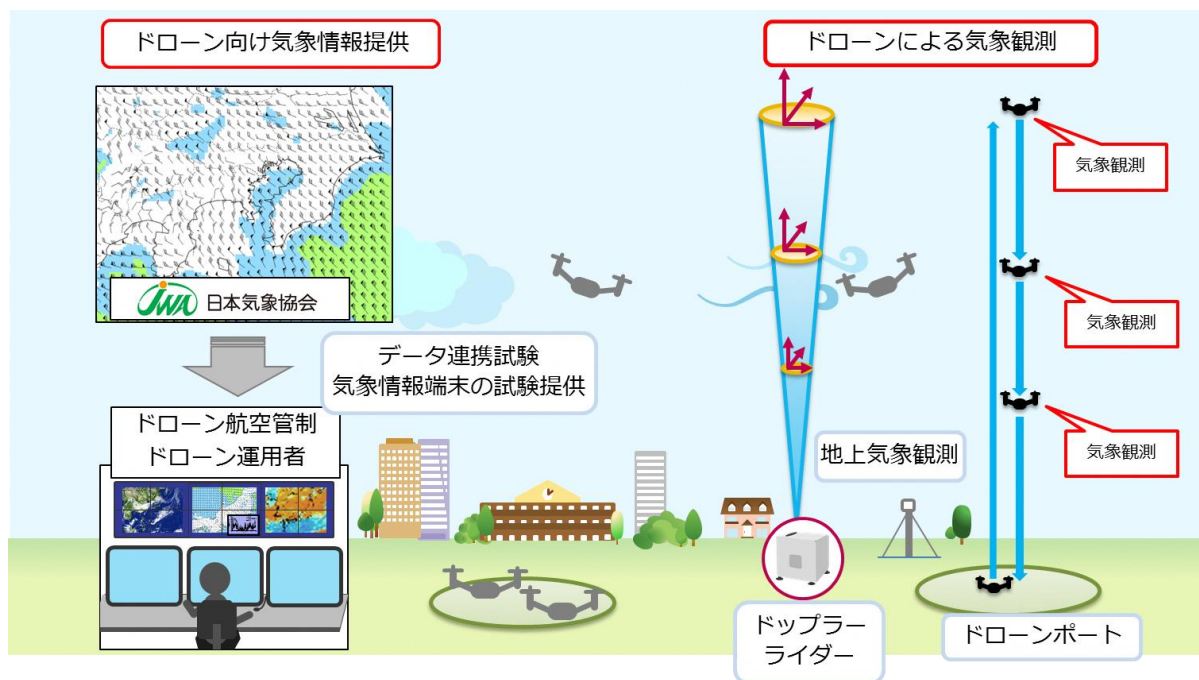 ドローン向け気象情報提供
JWA 日本気象協会
データ連携試験
気象情報端末の試験提供
ドローン航空管制
ドローン運用者
ドローンによる気象観測
気象観測
気象観測
気象観測
地上気象観測
ドップラー
ライダー
ドローンポート